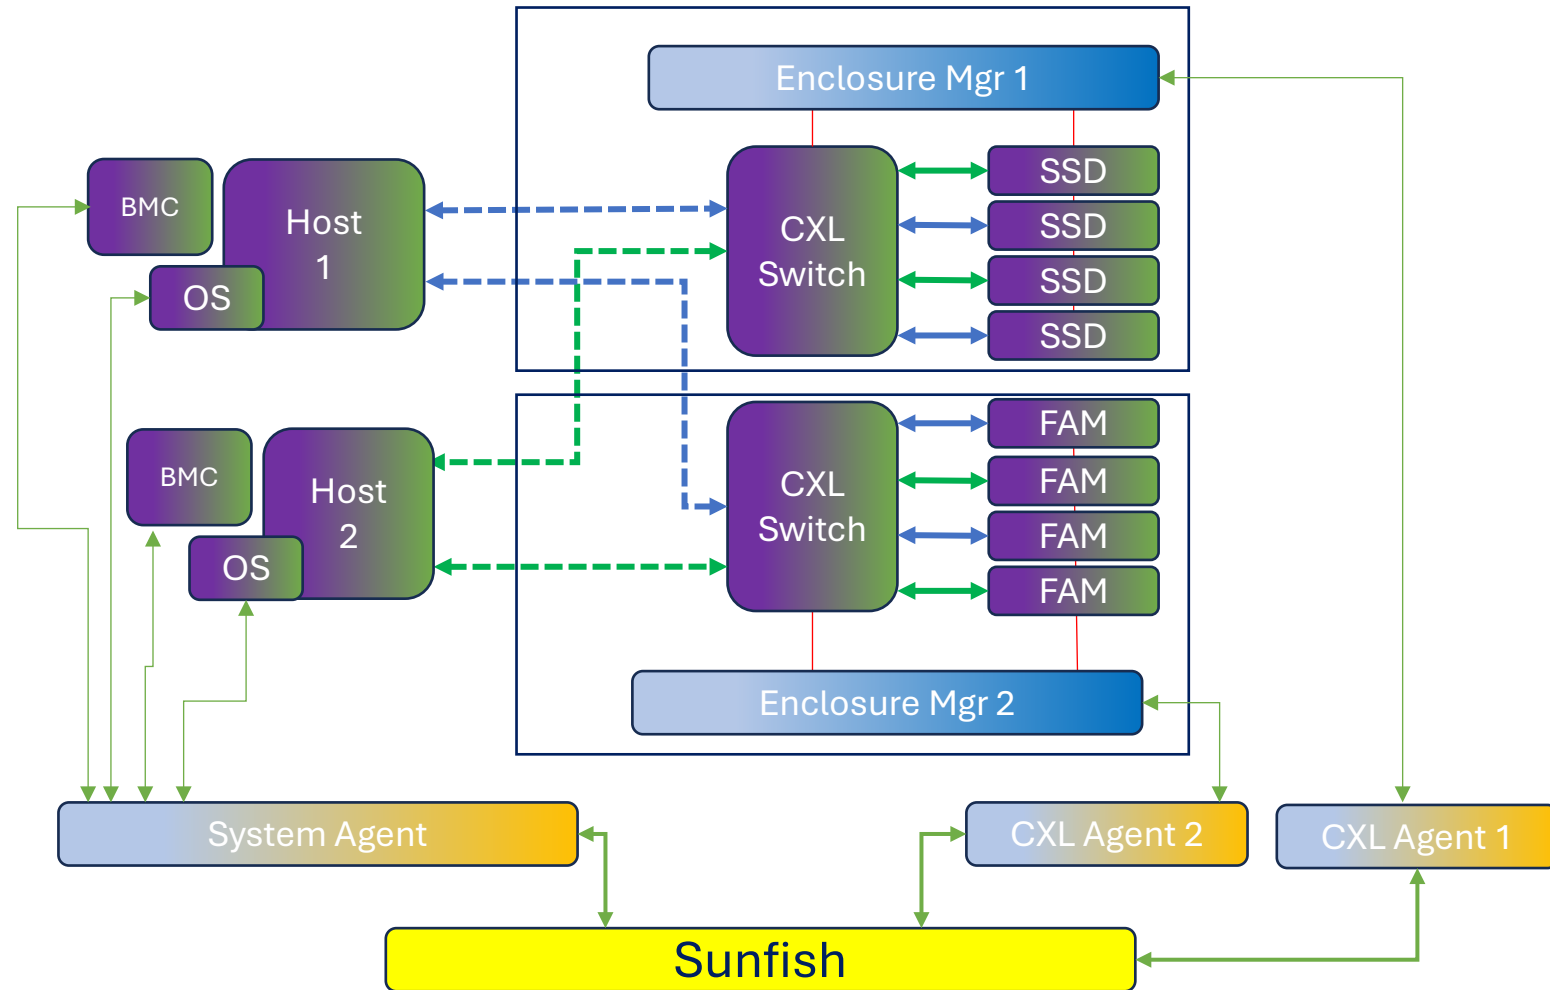 Enclosure Mgr 1
BMC
Host
1
OS
CXL
Switch
SSD
SSD
SSD
SSD
BMC
Host
2
OS
CXL
Switch
FAM
FAM
FAM
FAM
Enclosure Mgr 2
System Agent
CXL Agent 2
CXL Agent 1
Sunfish